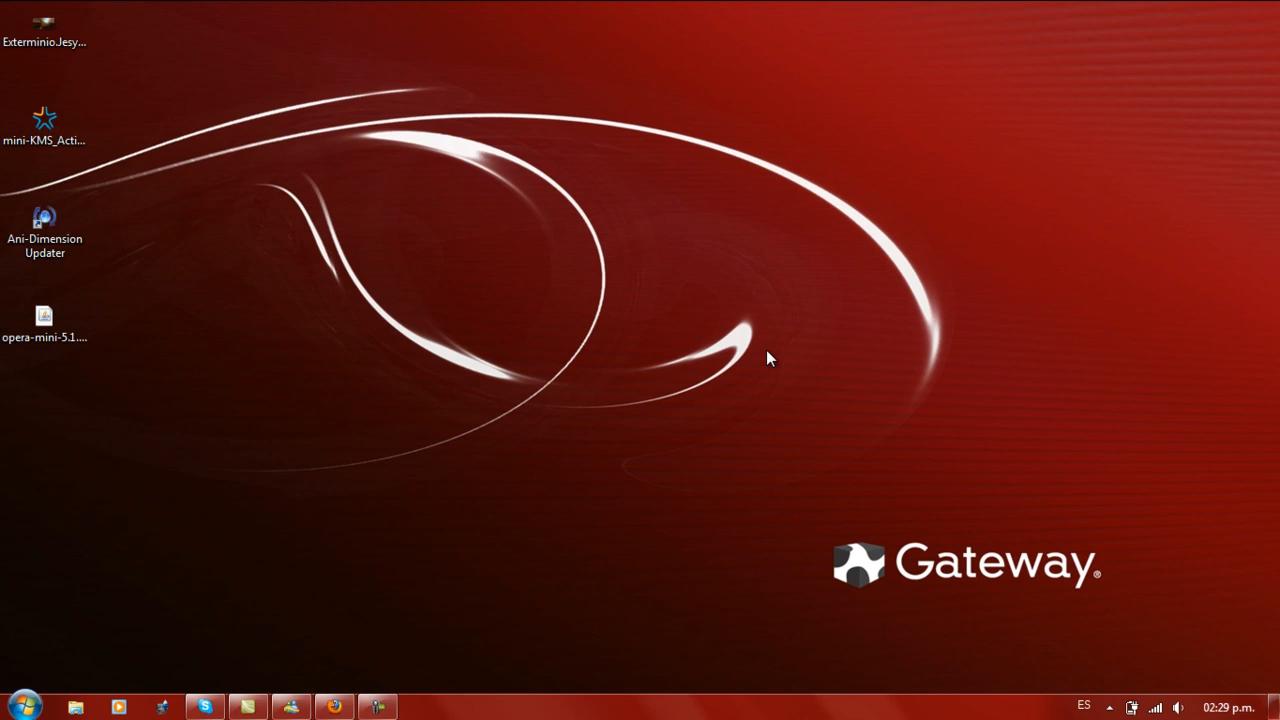 Exterminio.Jesy...
mini-KMS_Acti...
Ani-Dimension
Updater
opera-mini-5.1....
Gateway®
ES
02:29 p.m.